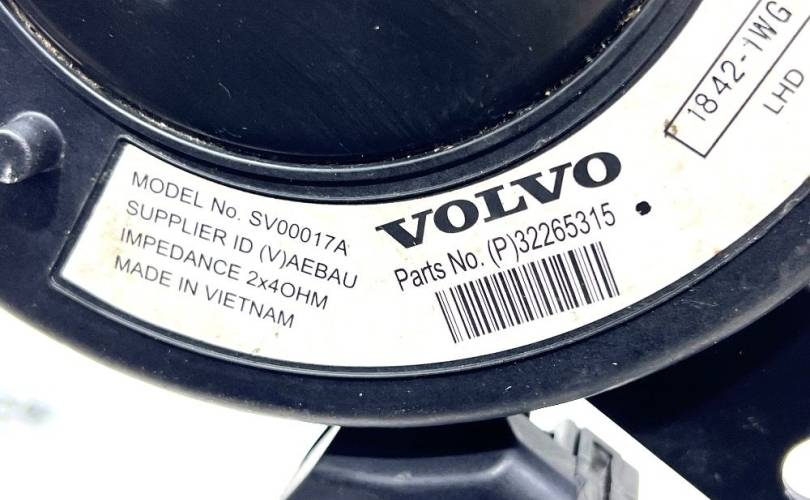 MODEL No. SV00017A
SUPPLIER ID (V)AEBAU
IMPEDANCE 2x4OHM
MADE IN VIETNAM
VOLVO
Parts No. (P)32265315
1842-1WG
LHD